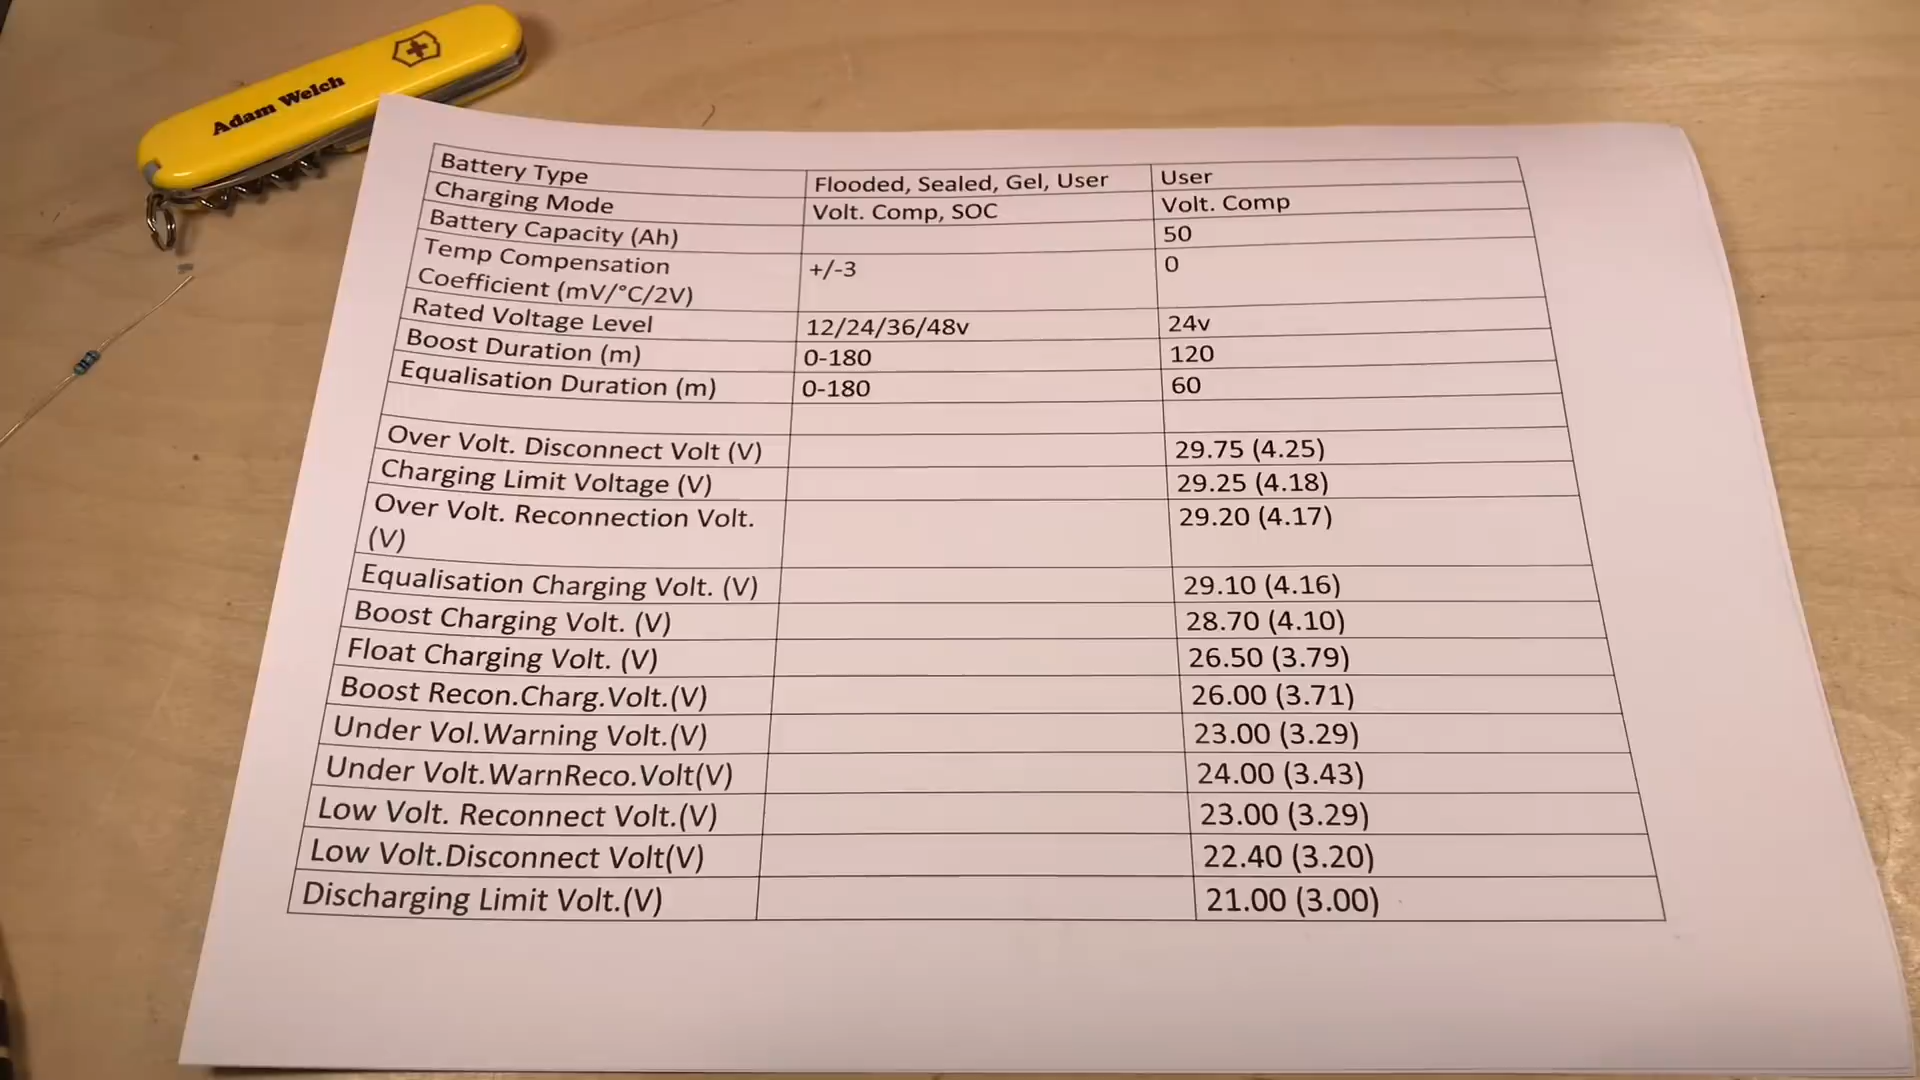 Adam Welch
Battery Type Flooded, Sealed, Gel, User User
Charging Mode Volt. Comp, SOC Volt. Comp
Battery Capacity (Ah) 50
Temp Compensation
Coefficient (mV/°C/2V) +/-3 0
Rated Voltage Level 12/24/36/48v 24v
Boost Duration (m) 0-180 120
Equalisation Duration (m) 0-180 60
Over Volt. Disconnect Volt (V) 29.75 (4.25)
Charging Limit Voltage (V) 29.25 (4.18)
Over Volt. Reconnection Volt.
(V) 29.20 (4.17)
Equalisation Charging Volt. (V) 29.10 (4.16)
Boost Charging Volt. (V) 28.70 (4.10)
Float Charging Volt. (V) 26.50 (3.79)
Boost Recon.Charg.Volt.(V) 26.00 (3.71)
Under Vol.Warning Volt.(V) 23.00 (3.29)
Under Volt.WarnReco.Volt(V) 24.00 (3.43)
Low Volt. Reconnect Volt.(V) 23.00 (3.29)
Low Volt.Disconnect Volt(V) 22.40 (3.20)
Discharging Limit Volt.(V) 21.00 (3.00)